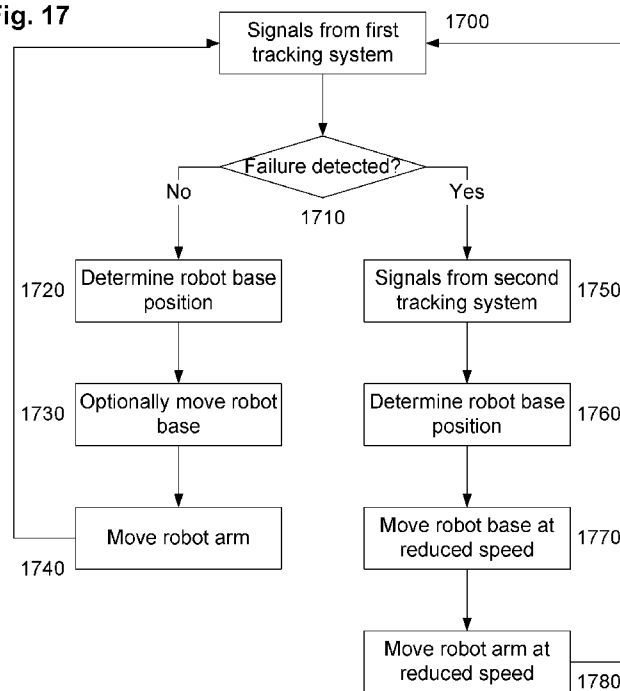 Fig. 17
Signals from first
tracking system
1700
Failure detected?
No
Yes
1710
1720
Determine robot base
position
Signals from second
tracking system
1750
1730
Optionally move robot
base
Determine robot base
position
1760
Move robot arm
1740
Move robot base at
reduced speed
1770
Move robot arm at
reduced speed
1780